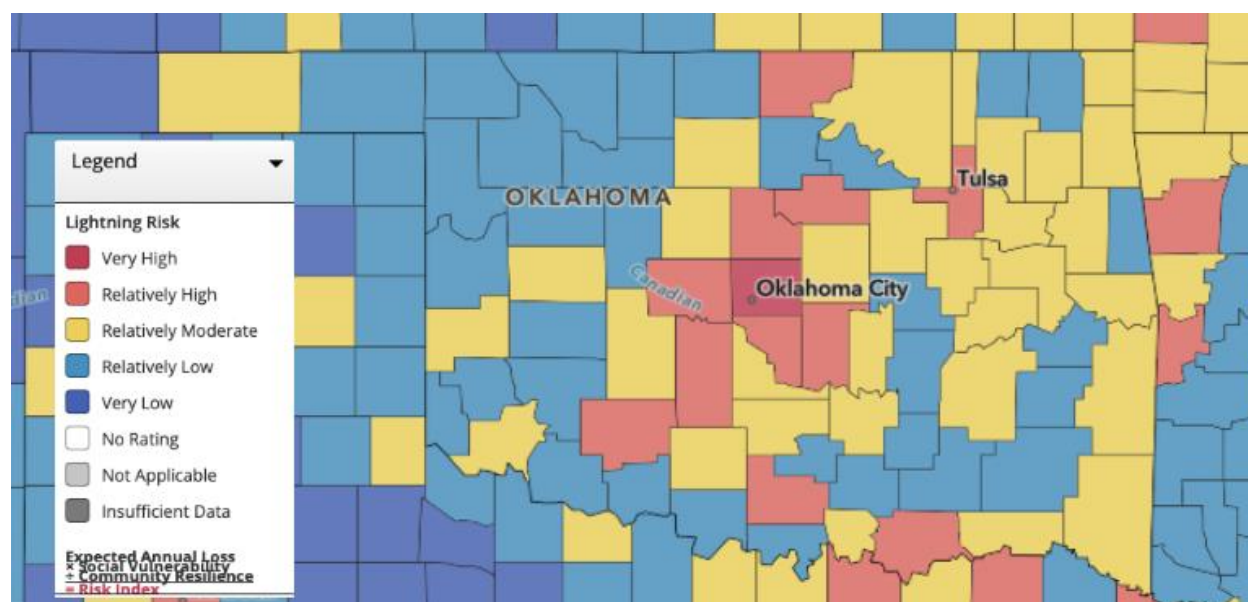 Legend
Lightning Risk
Very High
Relatively High
Relatively Moderate
Relatively Low
Very Low
No Rating
Not Applicable
Insufficient Data
Expected Annual Loss
× Social Vulnerability
÷ Community Resilience
= Risk Index
OKLAHOMA
Tulsa
Canadian
Oklahoma City